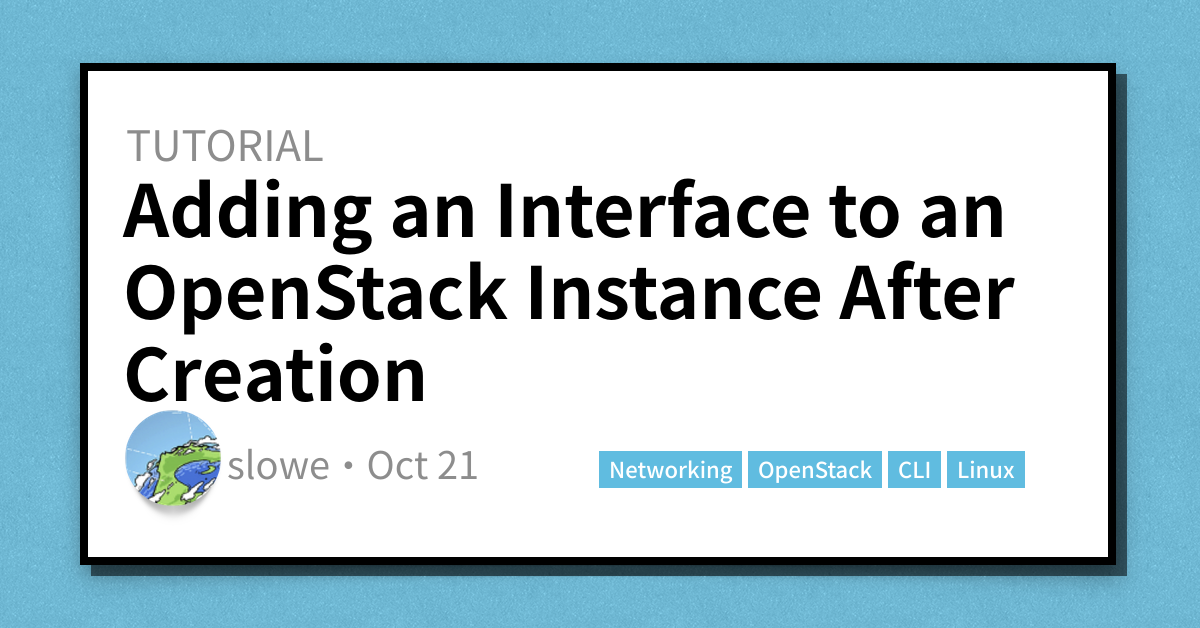 TUTORIAL
Adding an Interface to an
OpenStack Instance After
Creation
slowe • Oct 21
Networking OpenStack CLI Linux